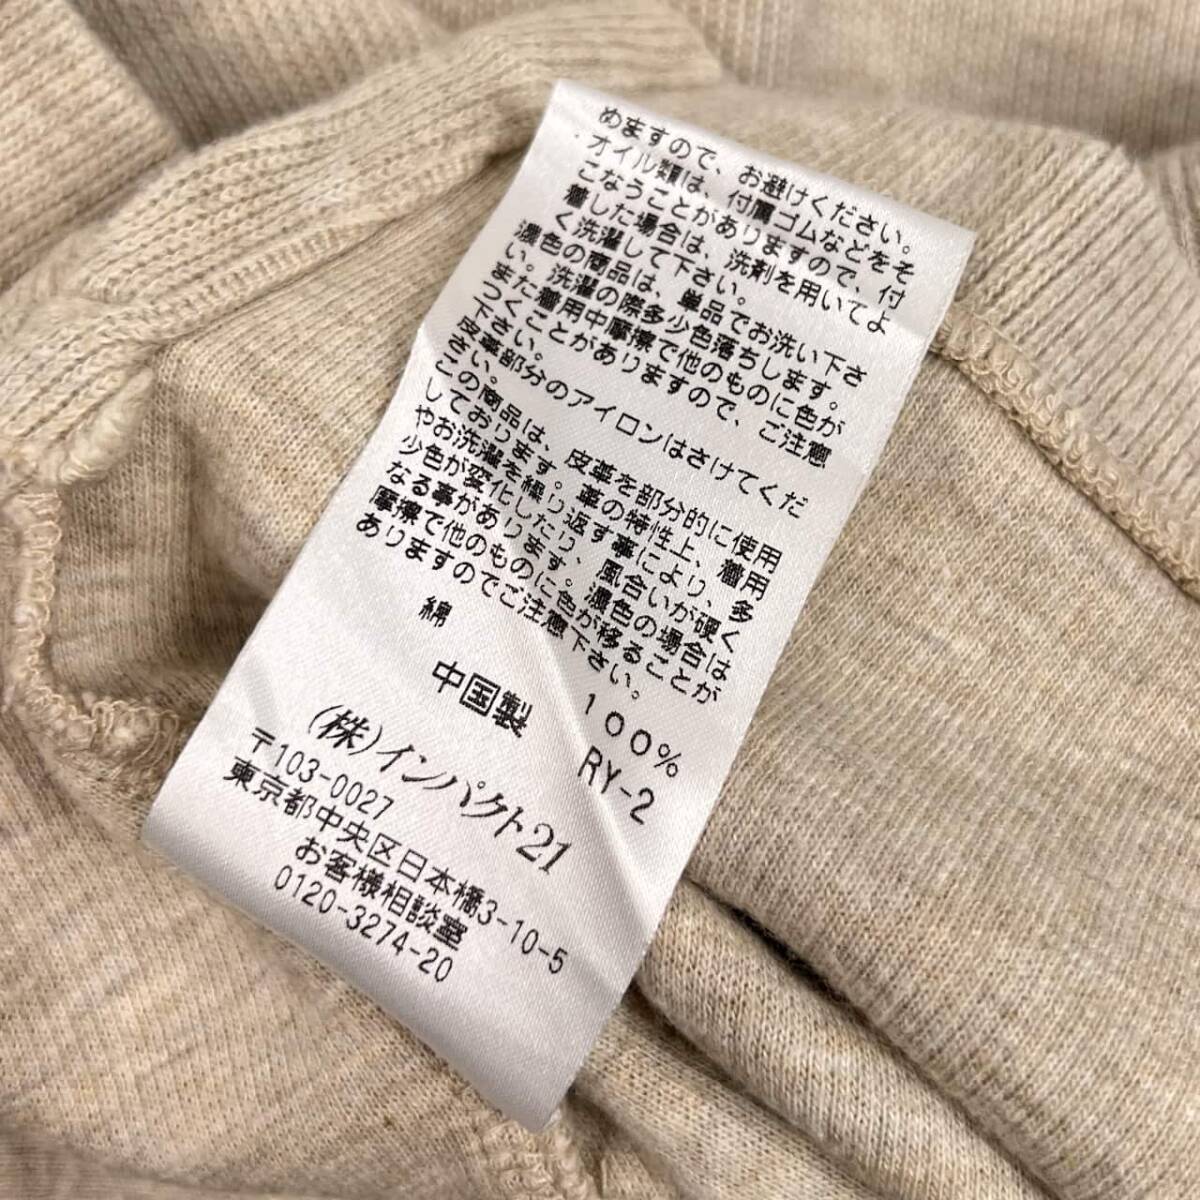 めますので、お避けください。
・オイル類は、付属ゴムなどをそ
こなうことがありますので、付
着した場合は、洗剤を用いてよ
く洗濯して下さい。
濃色の商品は、単品でお洗い下さ
い。洗濯の際多少色落ちします。
また着用中摩擦で他のものに色が
つくことがありますので、ご注意
下さい。
皮革部分のアイロンはさけてくだ
さい。
この商品は、皮革を部分的に使用
しております。革の特性上、着用
やお洗濯を繰り返す事により、多
少色が変化したり、風合いが硬く
なる事があります。濃色の場合は
摩擦で他のものに色が移ることが
ありますのでご注意下さい。
綿 100%
中国製 RY-2
(株)インパクト21
〒103-0027
東京都中央区日本橋3-10-5
お客様相談室
0120-3274-20